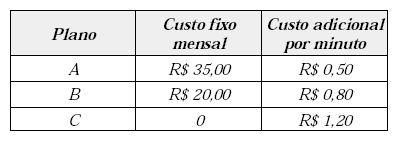 Plano | Custo fixo mensal | Custo adicional por minuto
A | R$ 35,00 | R$ 0,50
B | R$ 20,00 | R$ 0,80
C | 0 | R$ 1,20